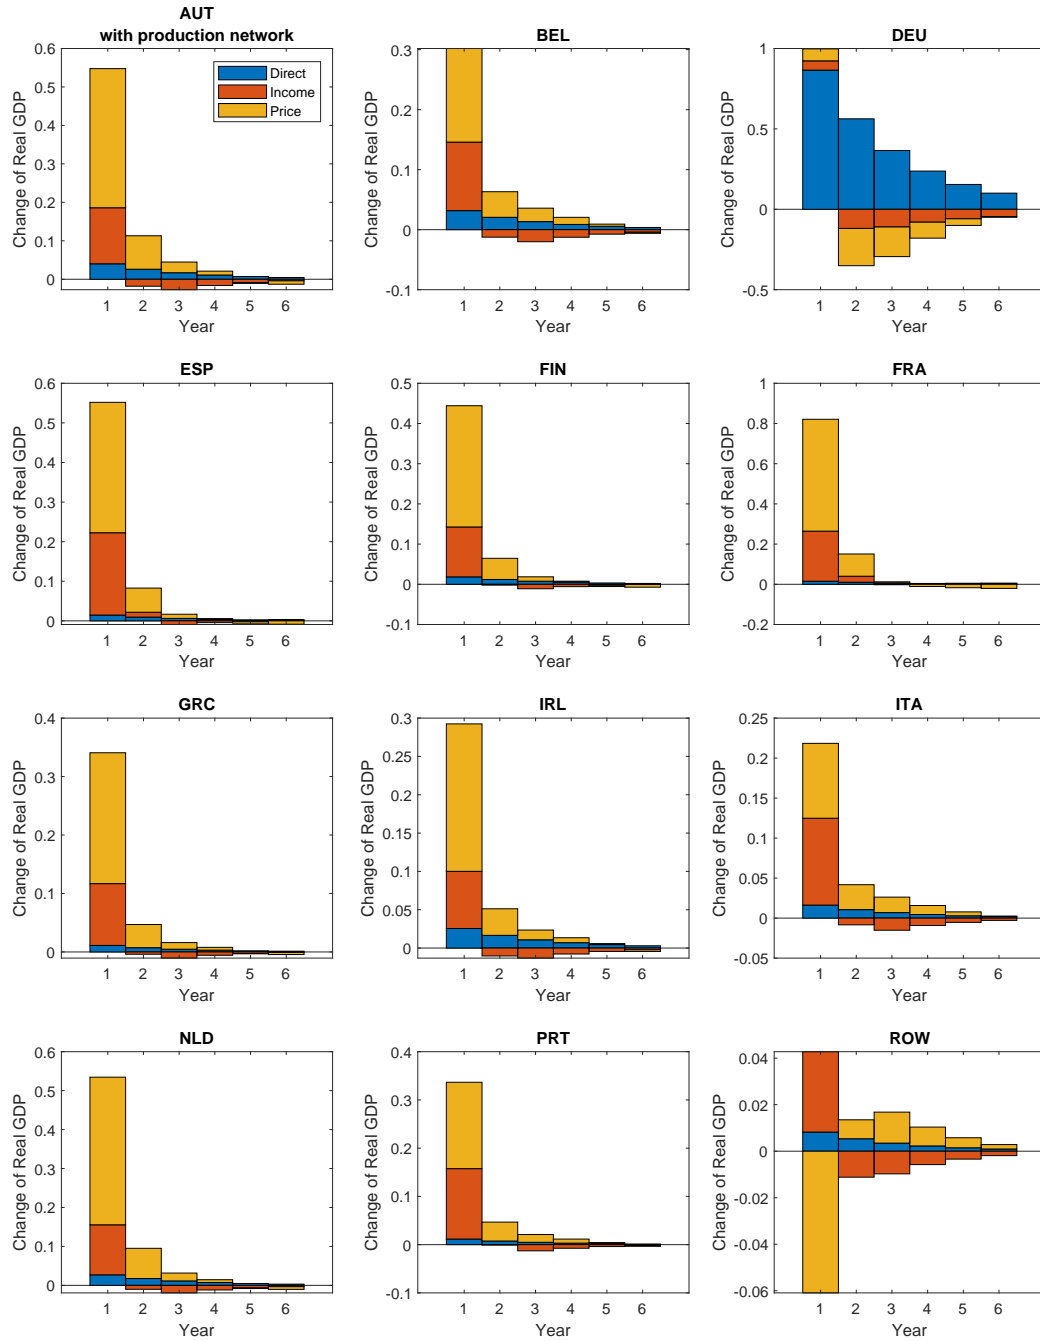 AUT
with production network
Change of Real GDP
0.6
0.5
0.4
0.3
0.2
0.1
0
Direct
Income
Price
1 2 3 4 5 6
Year
BEL
Change of Real GDP
0.3
0.2
0.1
0
-0.1
1 2 3 4 5 6
Year
DEU
Change of Real GDP
1
0.5
0
-0.5
1 2 3 4 5 6
Year
ESP
Change of Real GDP
0.6
0.5
0.4
0.3
0.2
0.1
0
1 2 3 4 5 6
Year
FIN
Change of Real GDP
0.5
0.4
0.3
0.2
0.1
0
-0.1
1 2 3 4 5 6
Year
FRA
Change of Real GDP
1
0.8
0.6
0.4
0.2
0
-0.2
1 2 3 4 5 6
Year
GRC
Change of Real GDP
0.4
0.3
0.2
0.1
0
1 2 3 4 5 6
Year
IRL
Change of Real GDP
0.3
0.25
0.2
0.15
0.1
0.05
0
1 2 3 4 5 6
Year
ITA
Change of Real GDP
0.25
0.2
0.15
0.1
0.05
0
-0.05
1 2 3 4 5 6
Year
NLD
Change of Real GDP
0.6
0.5
0.4
0.3
0.2
0.1
0
1 2 3 4 5 6
Year
PRT
Change of Real GDP
0.4
0.3
0.2
0.1
0
-0.1
1 2 3 4 5 6
Year
ROW
Change of Real GDP
0.04
0.02
0
-0.02
-0.04
-0.06
1 2 3 4 5 6
Year